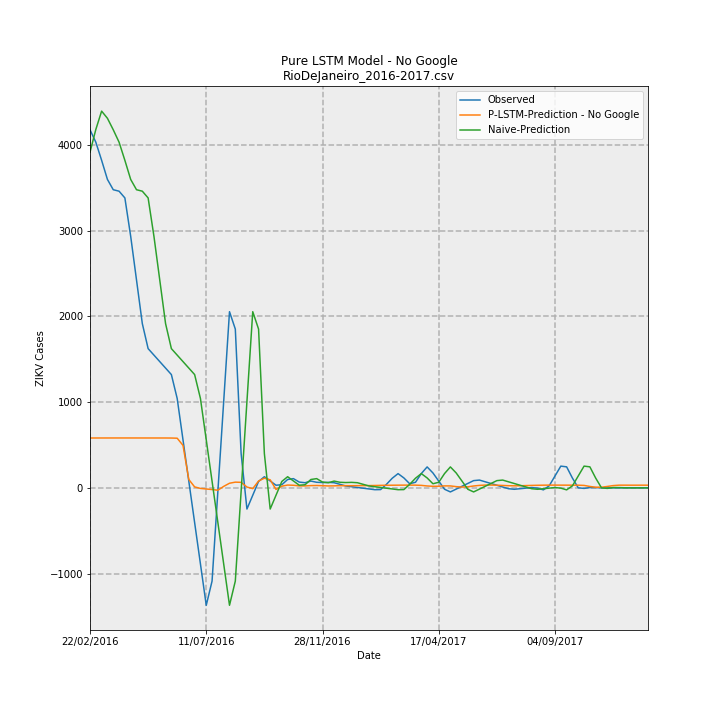 Pure LSTM Model - No Google
RioDeJaneiro_2016-2017.csv
Observed
P-LSTM-Prediction - No Google
Naive-Prediction
ZIKV Cases
4000
3000
2000
1000
0
−1000
22/02/2016
11/07/2016
28/11/2016
17/04/2017
04/09/2017
Date